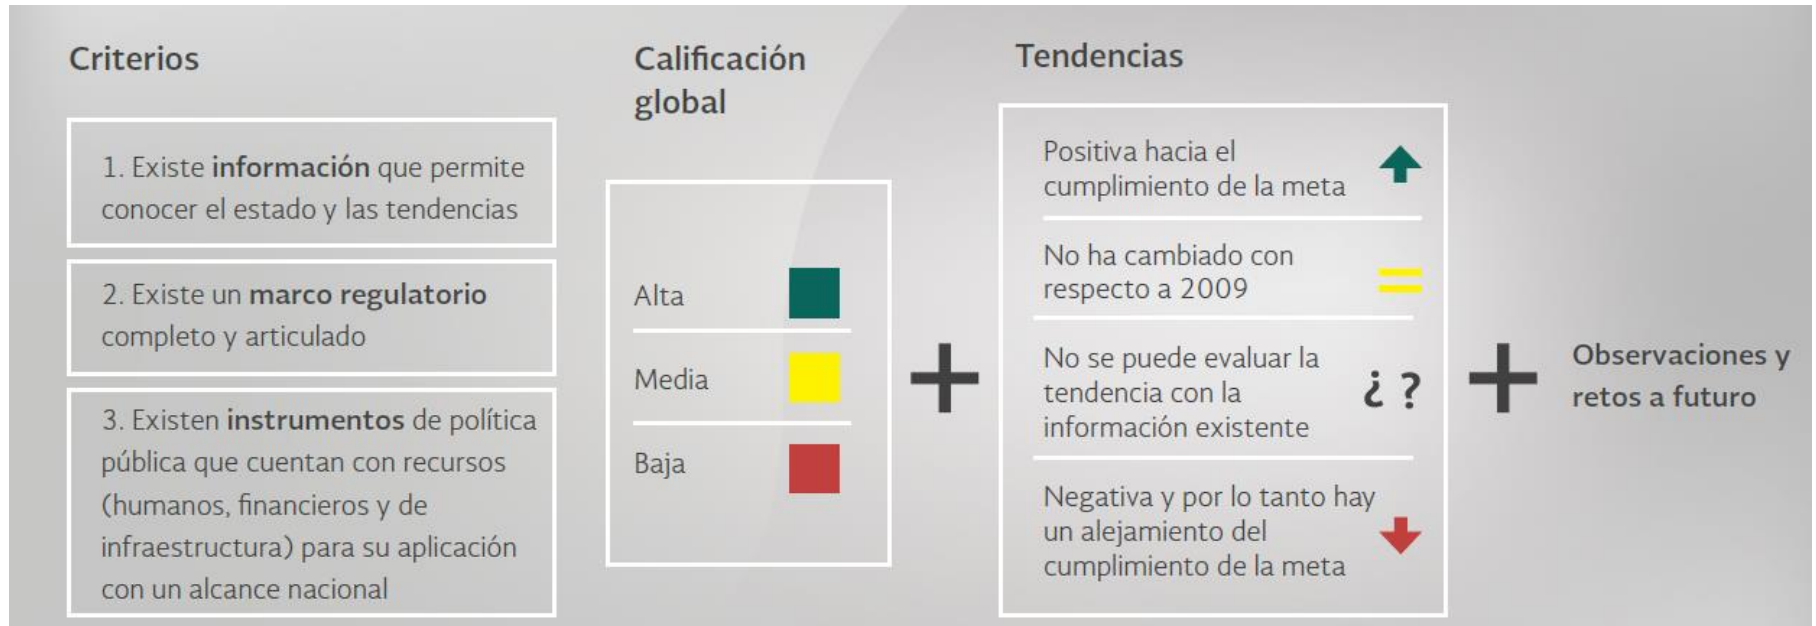 Criterios
1. Existe información que permite
conocer el estado y las tendencias
2. Existe un marco regulatorio
completo y articulado
3. Existen instrumentos de política
pública que cuentan con recursos
(humanos, financieros y de
infraestructura) para su aplicación
con un alcance nacional
Calificación
global
Alta
Media
Baja
+
Tendencias
Positiva hacia el
cumplimiento de la meta
No ha cambiado con
respecto a 2009
=
No se puede evaluar la
tendencia con la
información existente
¿ ?
Negativa y por lo tanto hay
un alejamiento del
cumplimiento de la meta
+
Observaciones y
retos a futuro